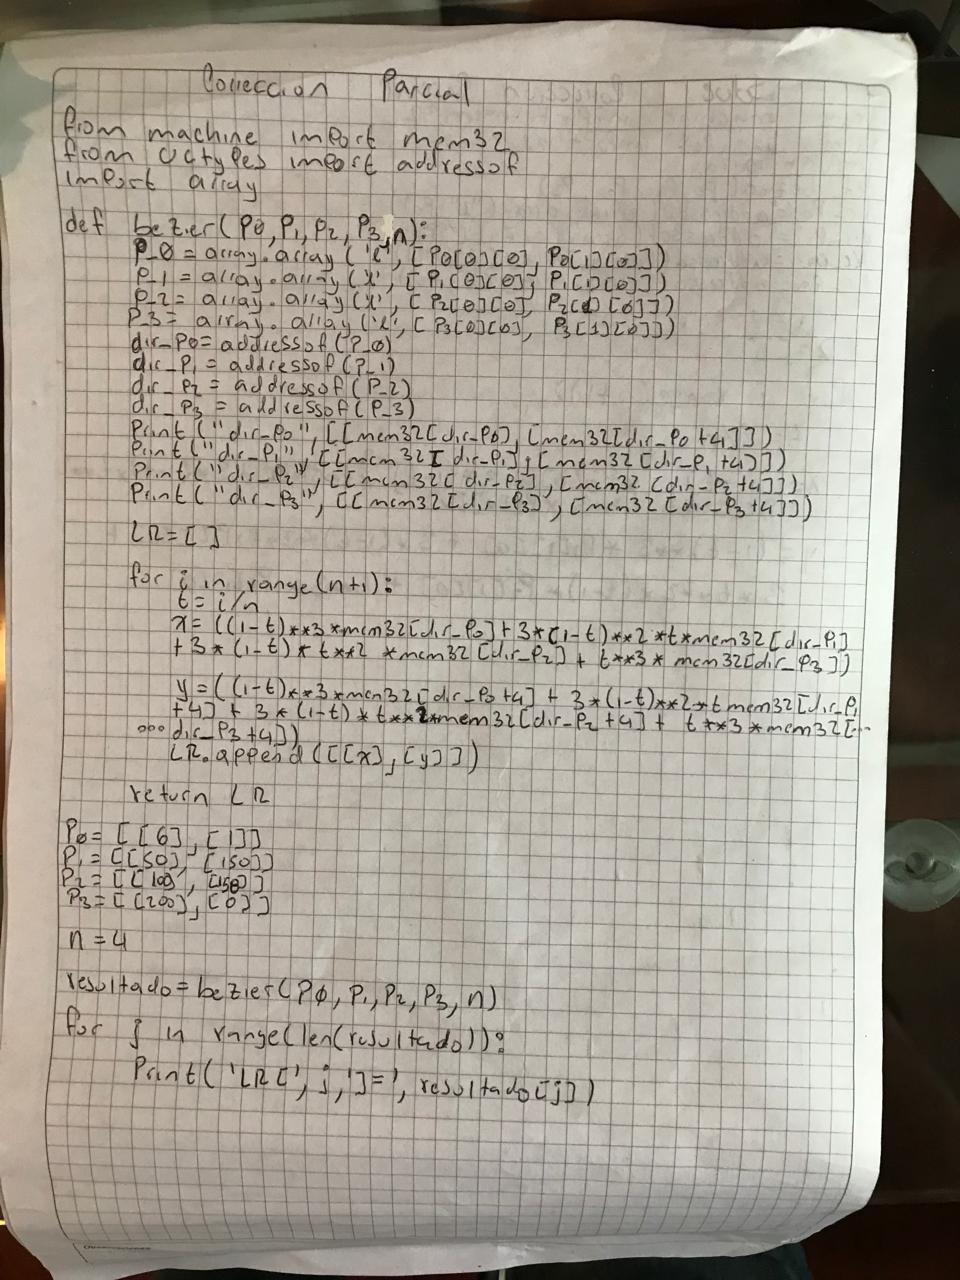 Corrección Parcial
from machine import mem32
from uctypes import addressof
import array
def bezier(P0, P1, P2, P3, n):
P_0 = array.array('l', [P0[0][0], P0[1][0]])
P_1 = array.array('l', [P1[0][0], P1[1][0]])
P_2 = array.array('l', [P2[0][0], P2[1][0]])
P_3 = array.array('l', [P3[0][0], P3[1][0]])
dir_P0 = addressof(P_0)
dir_P1 = addressof(P_1)
dir_P2 = addressof(P_2)
dir_P3 = addressof(P_3)
Print("dir_P0", [[mem32[dir_P0], [mem32[dir_P0+4]]])
Print("dir_P1", [[mem32[dir_P1], [mem32[dir_P1+4]]])
Print("dir_P2", [[mem32[dir_P2], [mem32[dir_P2+4]]])
Print("dir_P3", [[mem32[dir_P3], [mem32[dir_P3+4]]])
LR=[]
for i in range(n+1):
t=i/n
x= ((1-t)**3*mem32[dir_P0]+3*(1-t)**2*t*mem32[dir_P1]
+3*(1-t)*t**2*mem32[dir_P2]+t**3*mem32[dir_P3])
y=((1-t)**3*mem32[dir_P0+4]+3*(1-t)**2*t mem32[dir_P1
+4]+3*(1-t)*t**2*mem32[dir_P2+4]+t**3*mem32[...
... dir_P3+4])
LR.append([[x],[y]])
return LR
P0=[[6],[1]]
P1=[[50],[150]]
P2=[[100],[150]]
P3=[[200],[0]]
n=4
resultado=bezier(P0,P1,P2,P3,n)
for j in range(len(resultado)):
Print('LR[',j,']=',resultado[j])